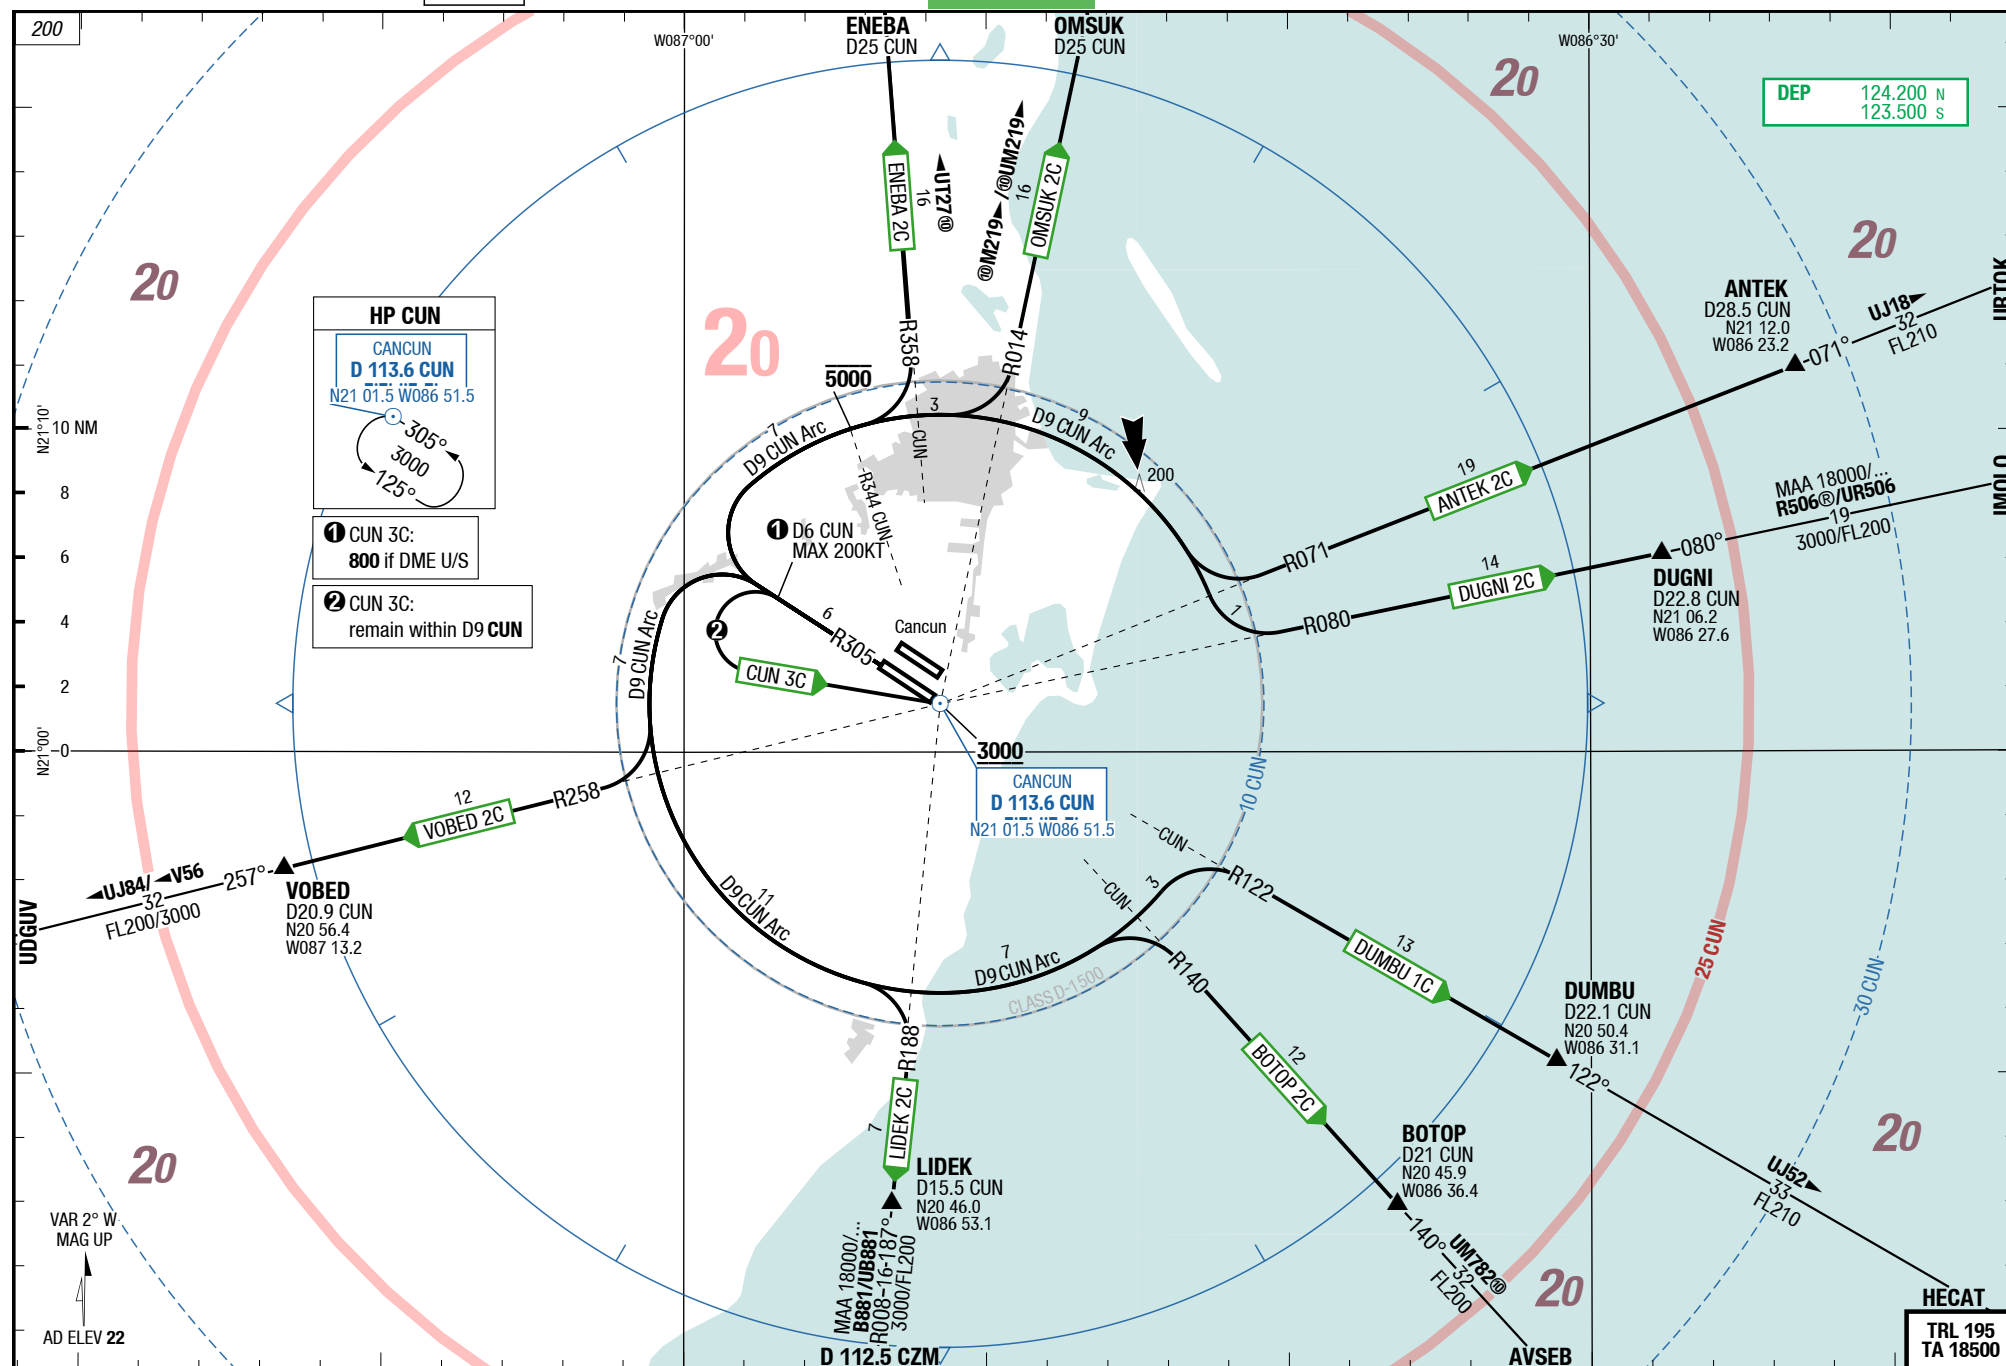 200
ENEBA
D25 CUN
OMSUK
D25 CUN
W087°00'
W086°30'
DEP 124.200 N
123.500 S
20
20
20
20
20
20
20
HP CUN
CANCUN
D 113.6 CUN
N21 01.5 W086 51.5
305°
3000
125°
❶ CUN 3C:
800 if DME U/S
❷ CUN 3C:
remain within D9 CUN
N21°10'
10 NM
8
6
4
2
0
N21°00'
ENEBA 2C
16
◄UT27⑩
⑩M219◄/⑩UM219►
16
OMSUK 2C
R358
R014
5000
3
CUN
7
D9 CUN Arc
9
D9 CUN Arc
200
R344 CUN
❶ D6 CUN
MAX 200KT
6
R305
Cancun
❷
CUN 3C
7
D9 CUN Arc
3000
CANCUN
D 113.6 CUN
N21 01.5 W086 51.5
10 CUN
ANTEK
D28.5 CUN
N21 12.0
W086 23.2
071°
UJ18►
32
FL210
URTOK
19
ANTEK 2C
R071
MAA 18000/...
R506®/UR506
19
3000/FL200
IMOLO
080°
DUGNI
D22.8 CUN
N21 06.2
W086 27.6
14
DUGNI 2C
R080
1
R258
12
VOBED 2C
VOBED
D20.9 CUN
N20 56.4
W087 13.2
257°
◄UJ84/◄V56
32
FL200/3000
UDGUV
11
D9 CUN Arc
7
D9 CUN Arc
CLASS D-1500
3
CUN
CUN
R122
13
DUMBU 1C
DUMBU
D22.1 CUN
N20 50.4
W086 31.1
122°
UJ52►
33
FL210
HECAT
25 CUN
30 CUN
R140
12
BOTOP 2C
BOTOP
D21 CUN
N20 45.9
W086 36.4
140°
UM782⑩
32
FL200
AVSEB
R188
7
LIDEK 2C
LIDEK
D15.5 CUN
N20 46.0
W086 53.1
MAA 18000/...
B881/UB881
R008-16-187°
3000/FL200
D 112.5 CZM
VAR 2° W
MAG UP
AD ELEV 22
TRL 195
TA 18500